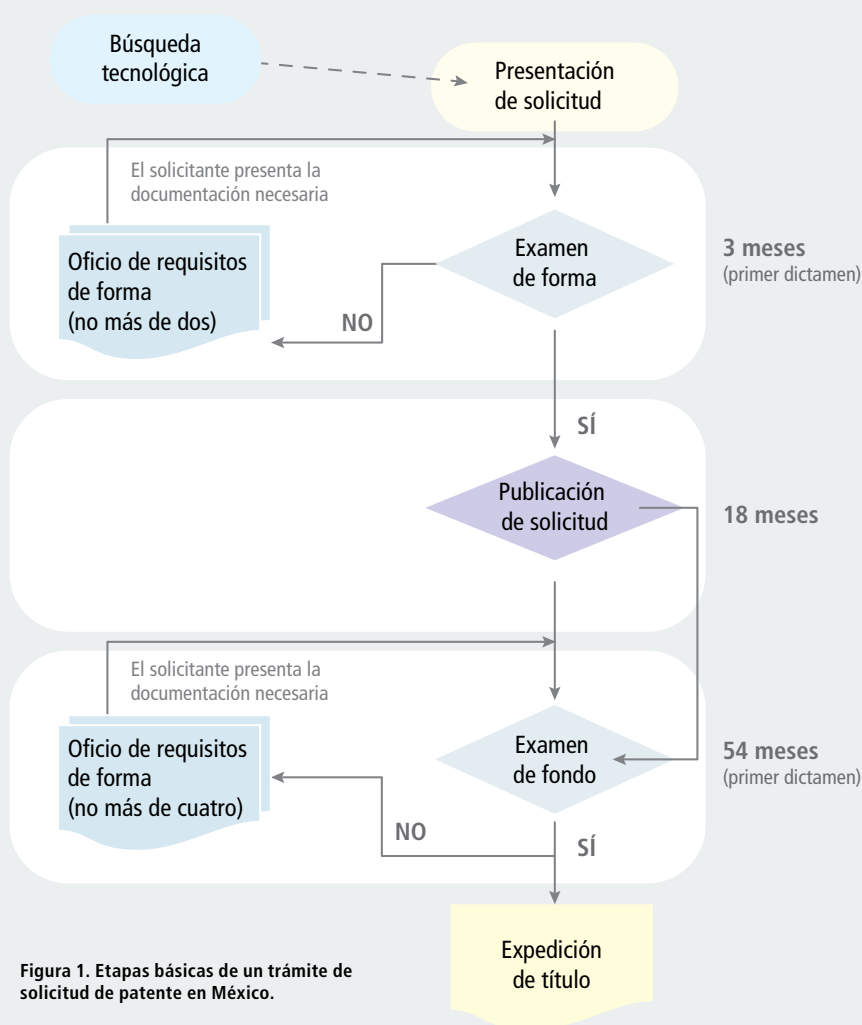 Búsqueda
tecnológica
Presentación
de solicitud
El solicitante presenta la
documentación necesaria
Oficio de requisitos
de forma
(no más de dos)
NO
Examen
de forma
3 meses
(primer dictamen)
SÍ
Publicación
de solicitud
18 meses
El solicitante presenta la
documentación necesaria
Oficio de requisitos
de forma
(no más de cuatro)
NO
Examen
de fondo
54 meses
(primer dictamen)
SÍ
Expedición
de título
Figura 1. Etapas básicas de un trámite de
solicitud de patente en México.